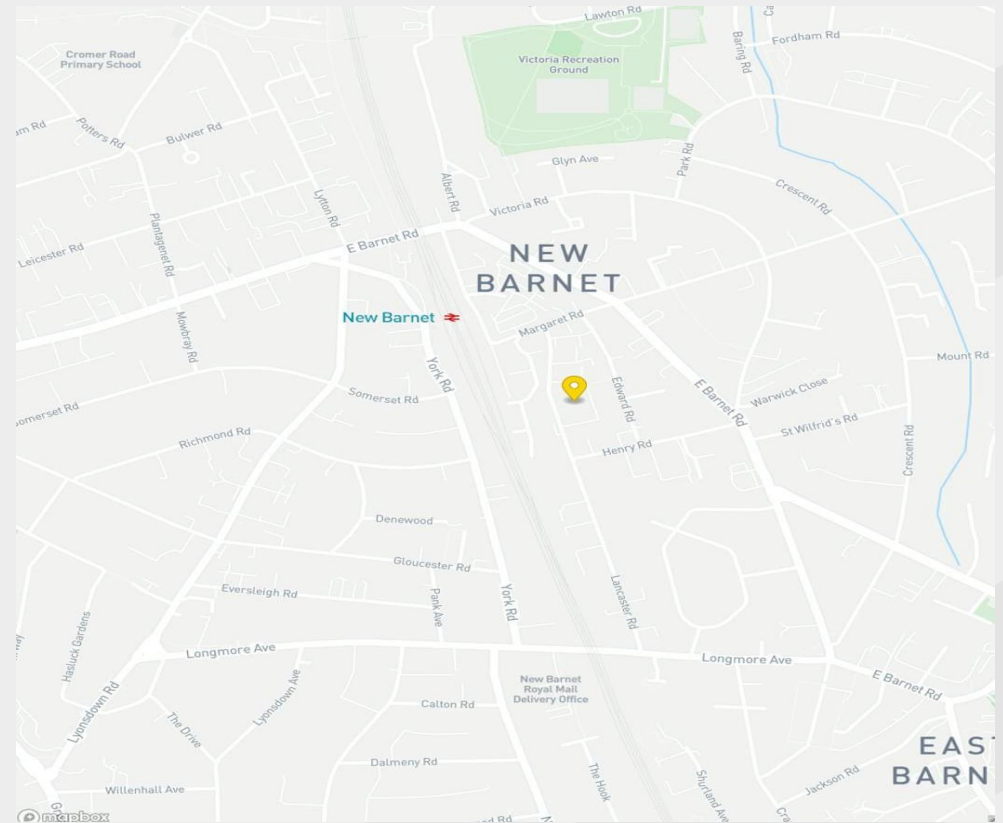 Lawton Rd
Baring Rd
Fordham Rd
Cromer Road
Primary School
Victoria Recreation
Ground
Potters Rd
Bulwer Rd
Glyn Ave
Park Rd
Albert Rd
Lytton Rd
Crescent Rd
Victoria Rd
Plantagenet Rd
Leicester Rd
E Barnet Rd
NEW
BARNET
New Barnet
Margaret Rd
Mowbray Rd
Mount Rd
York Rd
Edward Rd
Somerset Rd
E Barnet Rd
Warwick Close
omerset Rd
Richmond Rd
Henry Rd
St Wilfrid's Rd
Crescent Rd
Denewood
Gloucester Rd
Eversleigh Rd
Park Ave
York Rd
Lancaster Rd
Hasluck Gardens
Longmore Ave
Longmore Ave
New Barnet
Royal Mail
Delivery Office
E Barnet Rd
Lyonsdown Rd
Lyonsdown Ave
The Drive
Calton Rd
EAS
BARN
Dalmeny Rd
The Hook
Shurland Ave
Jackson Rd
Willenhall Ave
mapbox